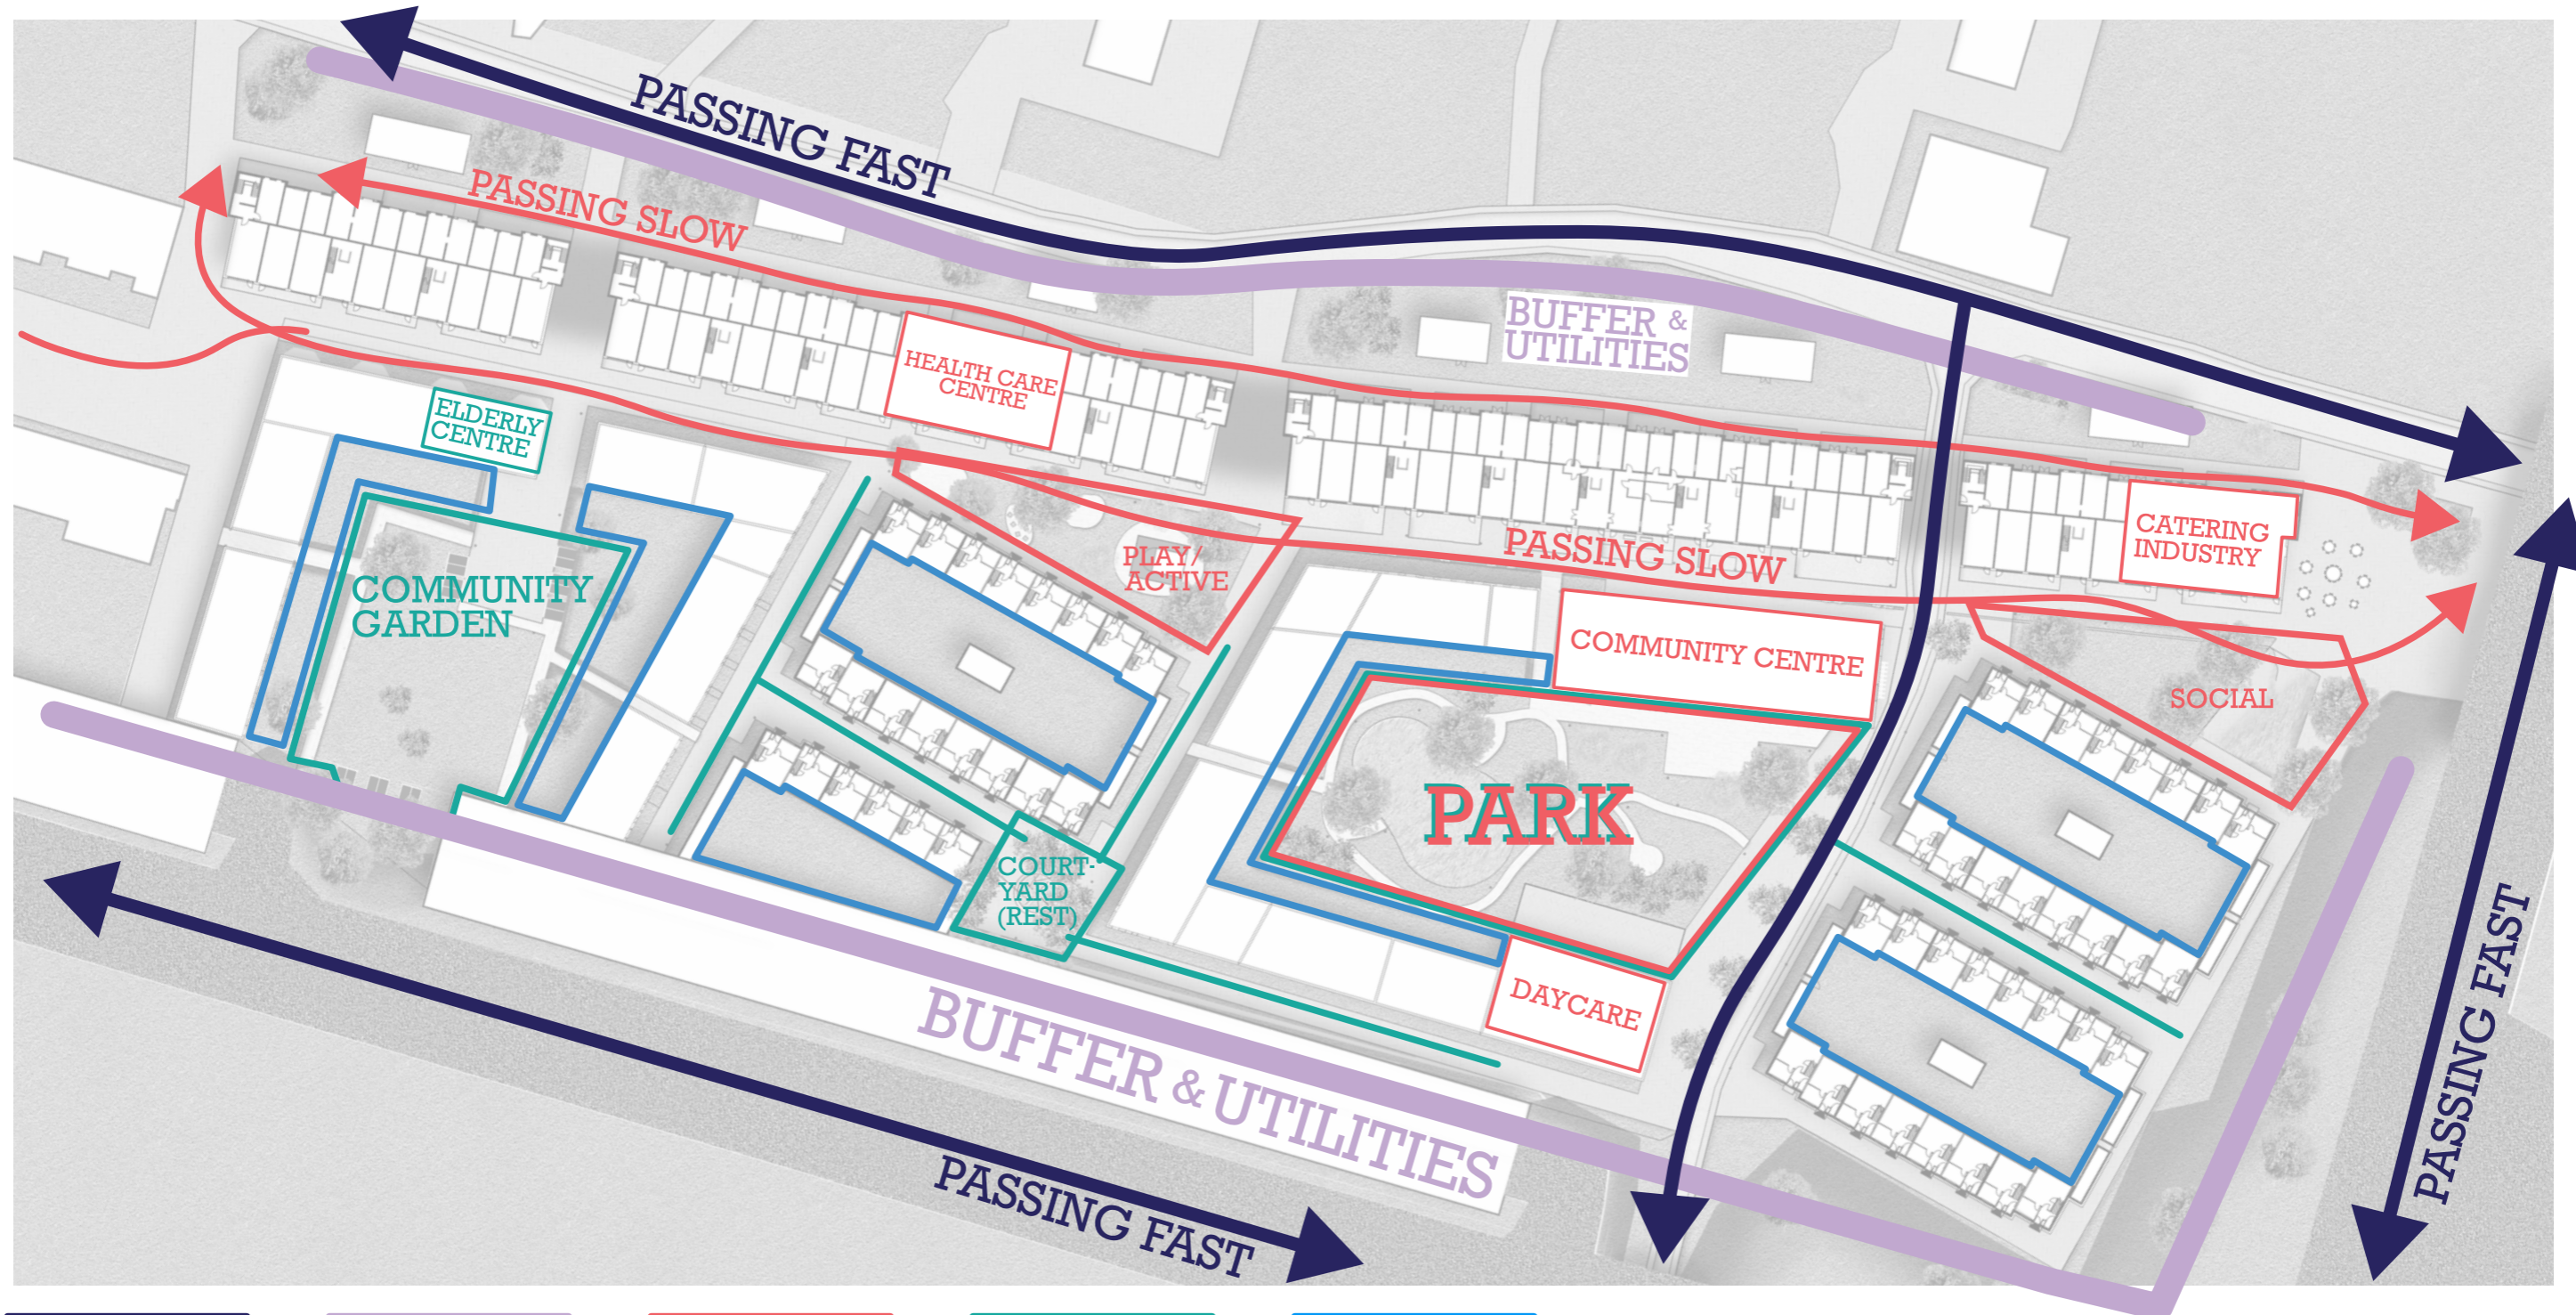 PASSING FAST
PASSING SLOW
BUFFER &
UTILITIES
HEALTH CARE
CENTRE
ELDERLY
CENTRE
CATERING
INDUSTRY
PLAY/
ACTIVE
PASSING SLOW
COMMUNITY
GARDEN
COMMUNITY CENTRE
SOCIAL
PARK
COURT-
YARD
(REST)
DAYCARE
BUFFER & UTILITIES
PASSING FAST
PASSING FAST